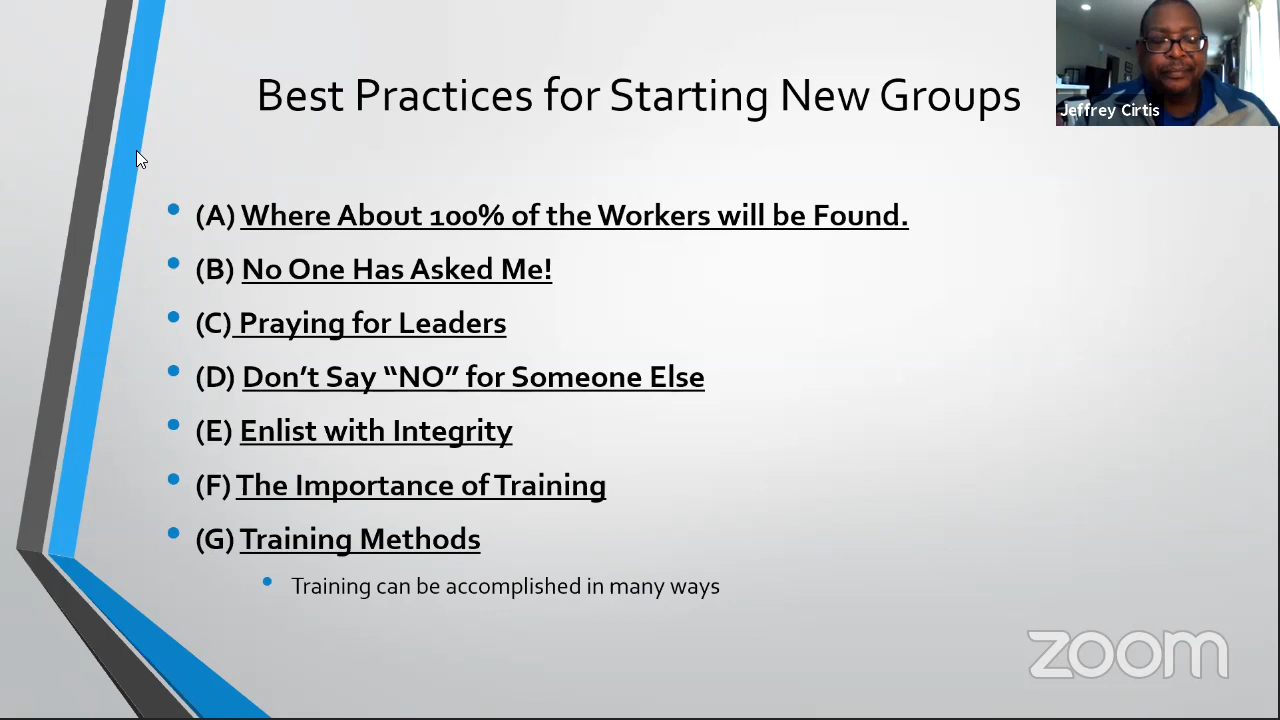 Best Practices for Starting New Groups
Jeffrey Cirtis
• (A) Where About 100% of the Workers will be Found.
• (B) No One Has Asked Me!
• (C) Praying for Leaders
• (D) Don’t Say “NO” for Someone Else
• (E) Enlist with Integrity
• (F) The Importance of Training
• (G) Training Methods
• Training can be accomplished in many ways
zoom